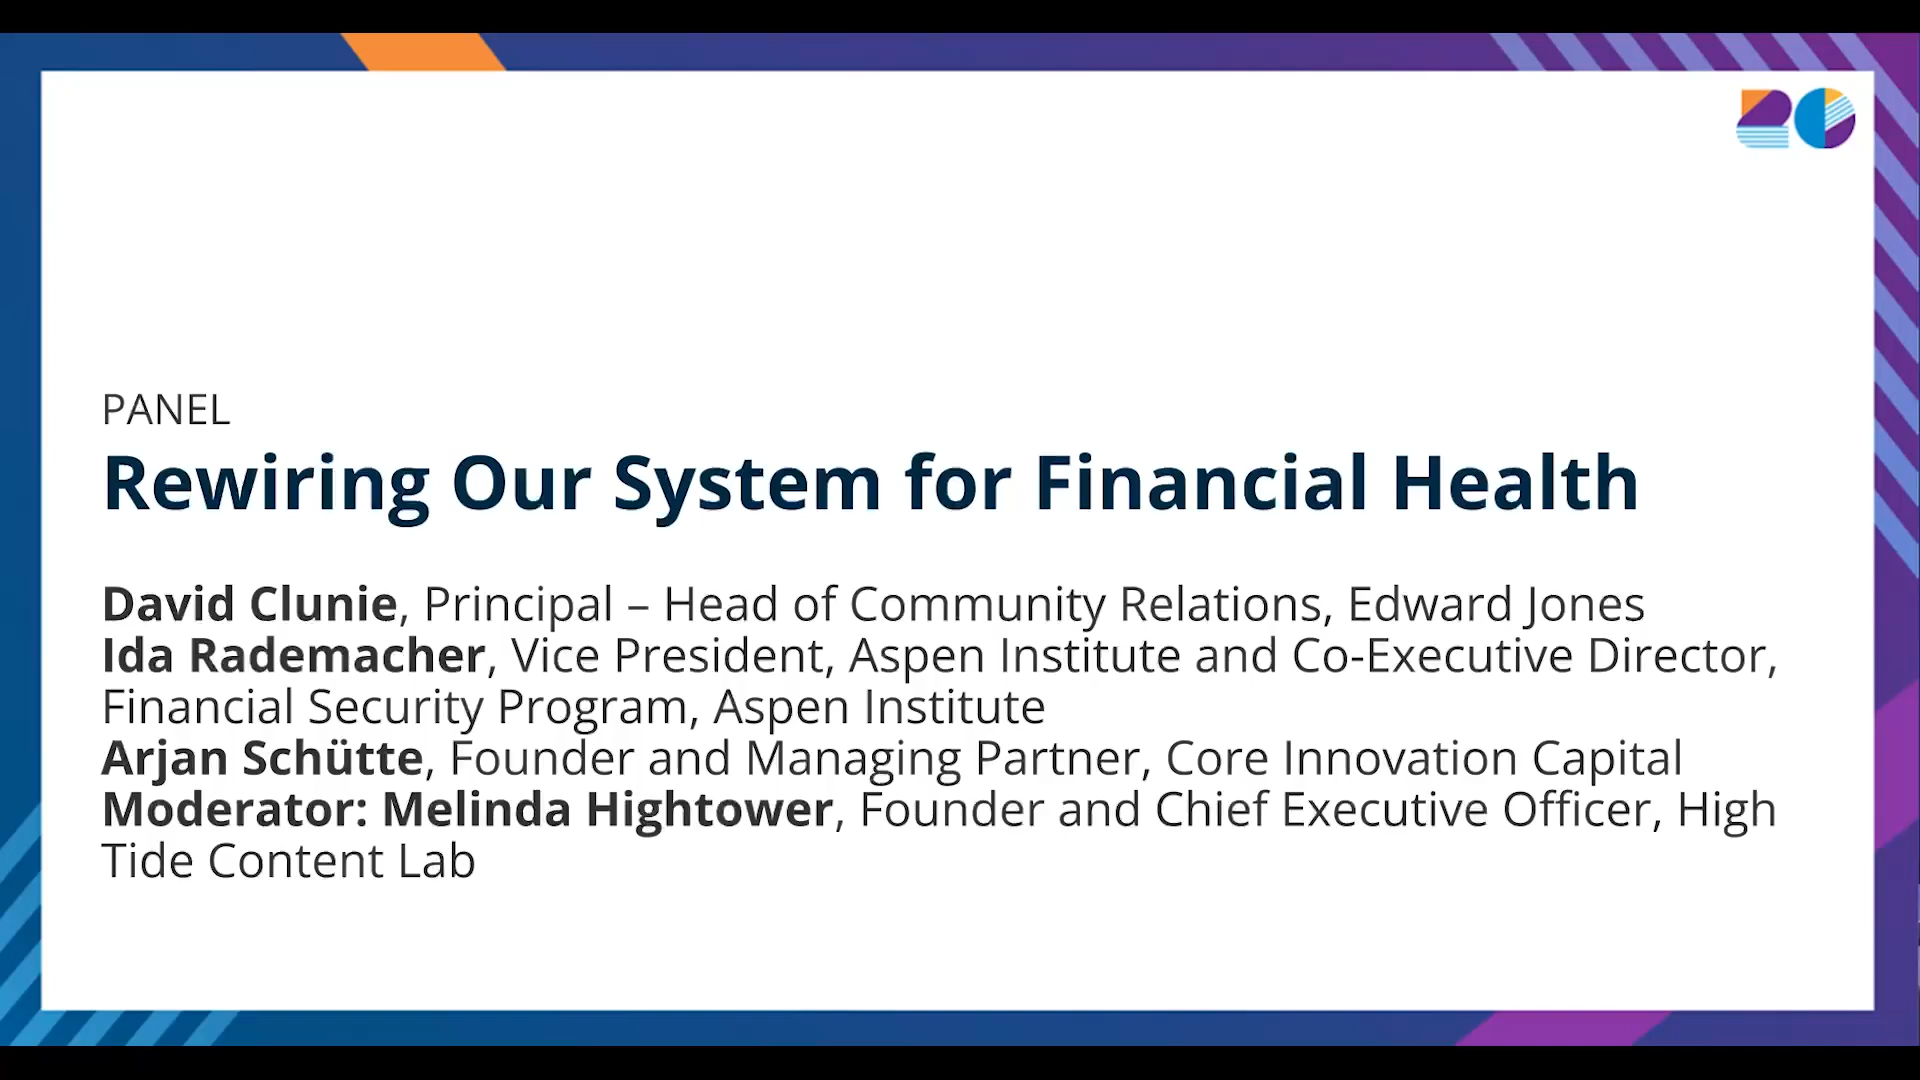 20
PANEL
Rewiring Our System for Financial Health
David Clunie, Principal – Head of Community Relations, Edward Jones
Ida Rademacher, Vice President, Aspen Institute and Co-Executive Director,
Financial Security Program, Aspen Institute
Arjan Schütte, Founder and Managing Partner, Core Innovation Capital
Moderator: Melinda Hightower, Founder and Chief Executive Officer, High
Tide Content Lab